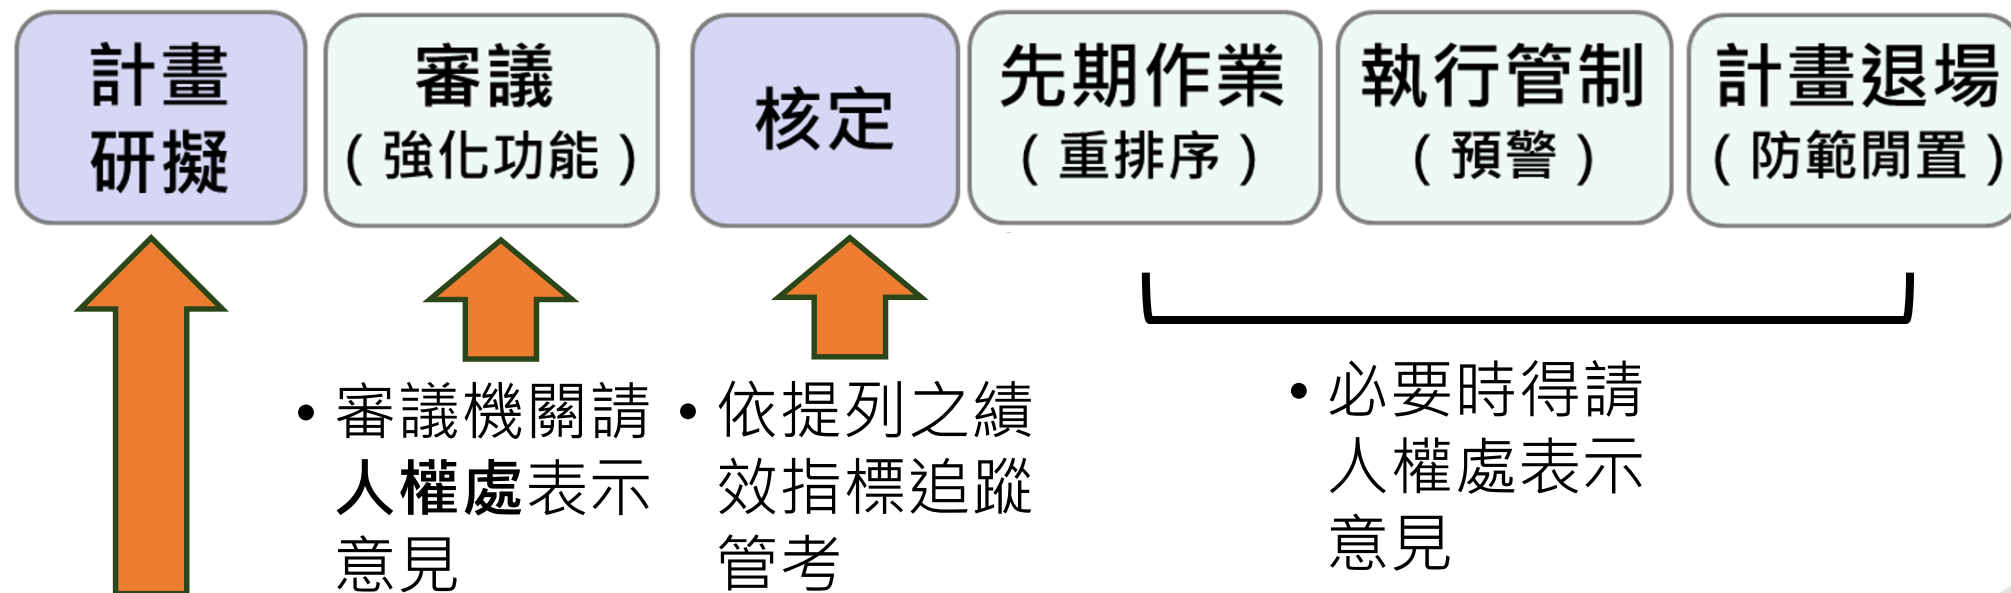 計畫
研擬
審議
(強化功能)
核定
先期作業
(重排序)
執行管制
(預警)
計畫退場
(防範閒置)
• 審議機關請
人權處表示
意見
• 依提列之績
效指標追蹤
管考
• 必要時得請
人權處表示
意見